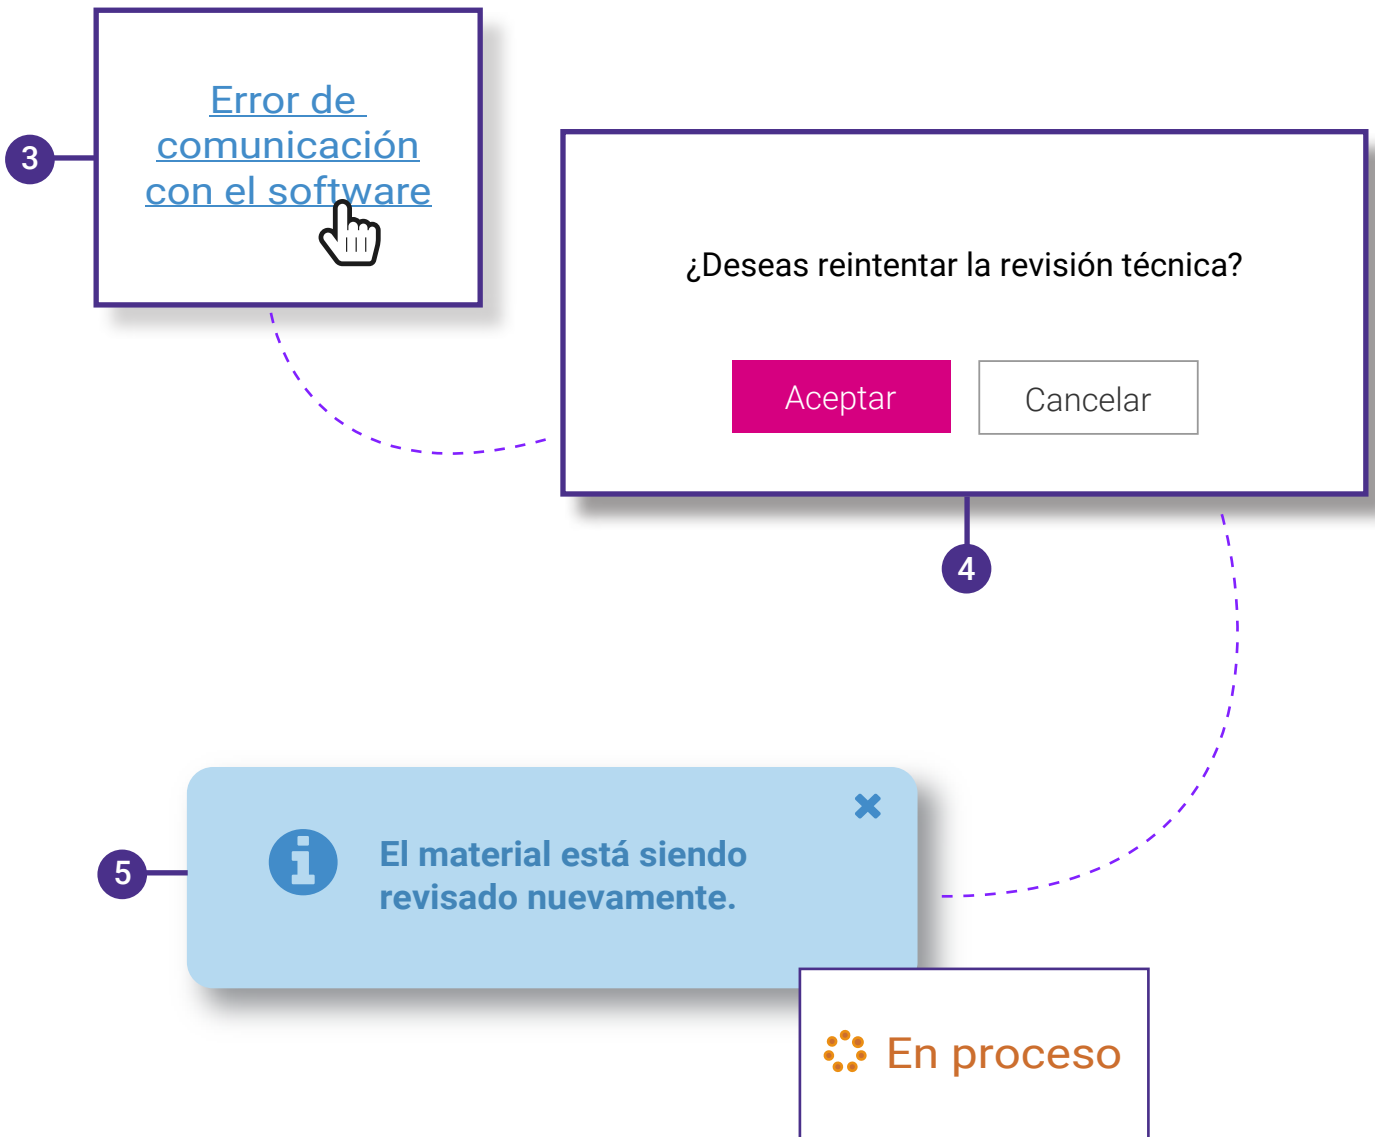 3
Error de
comunicación
con el software
¿Deseas reintentar la revisión técnica?
Aceptar
Cancelar
4
5
El material está siendo
revisado nuevamente.
En proceso